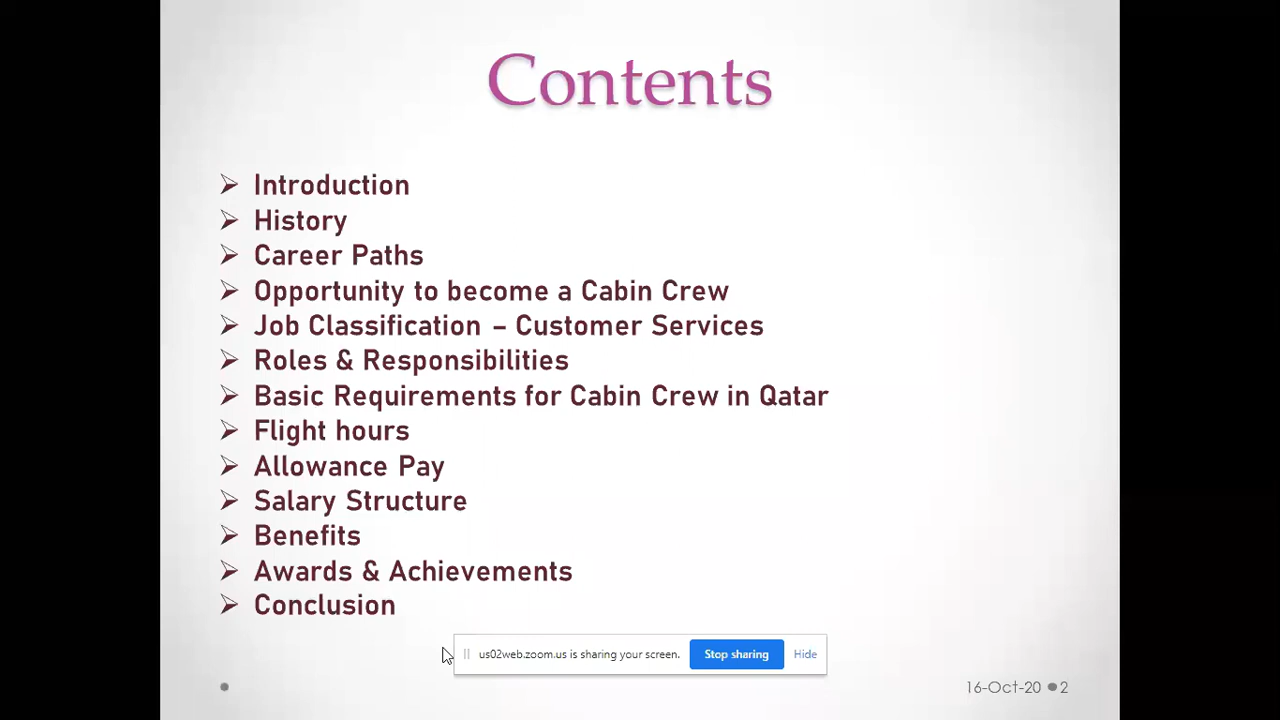 Contents
Introduction
History
Career Paths
Opportunity to become a Cabin Crew
Job Classification – Customer Services
Roles & Responsibilities
Basic Requirements for Cabin Crew in Qatar
Flight hours
Allowance Pay
Salary Structure
Benefits
Awards & Achievements
Conclusion
us02web.zoom.us is sharing your screen. Stop sharing Hide
16-Oct-20 2